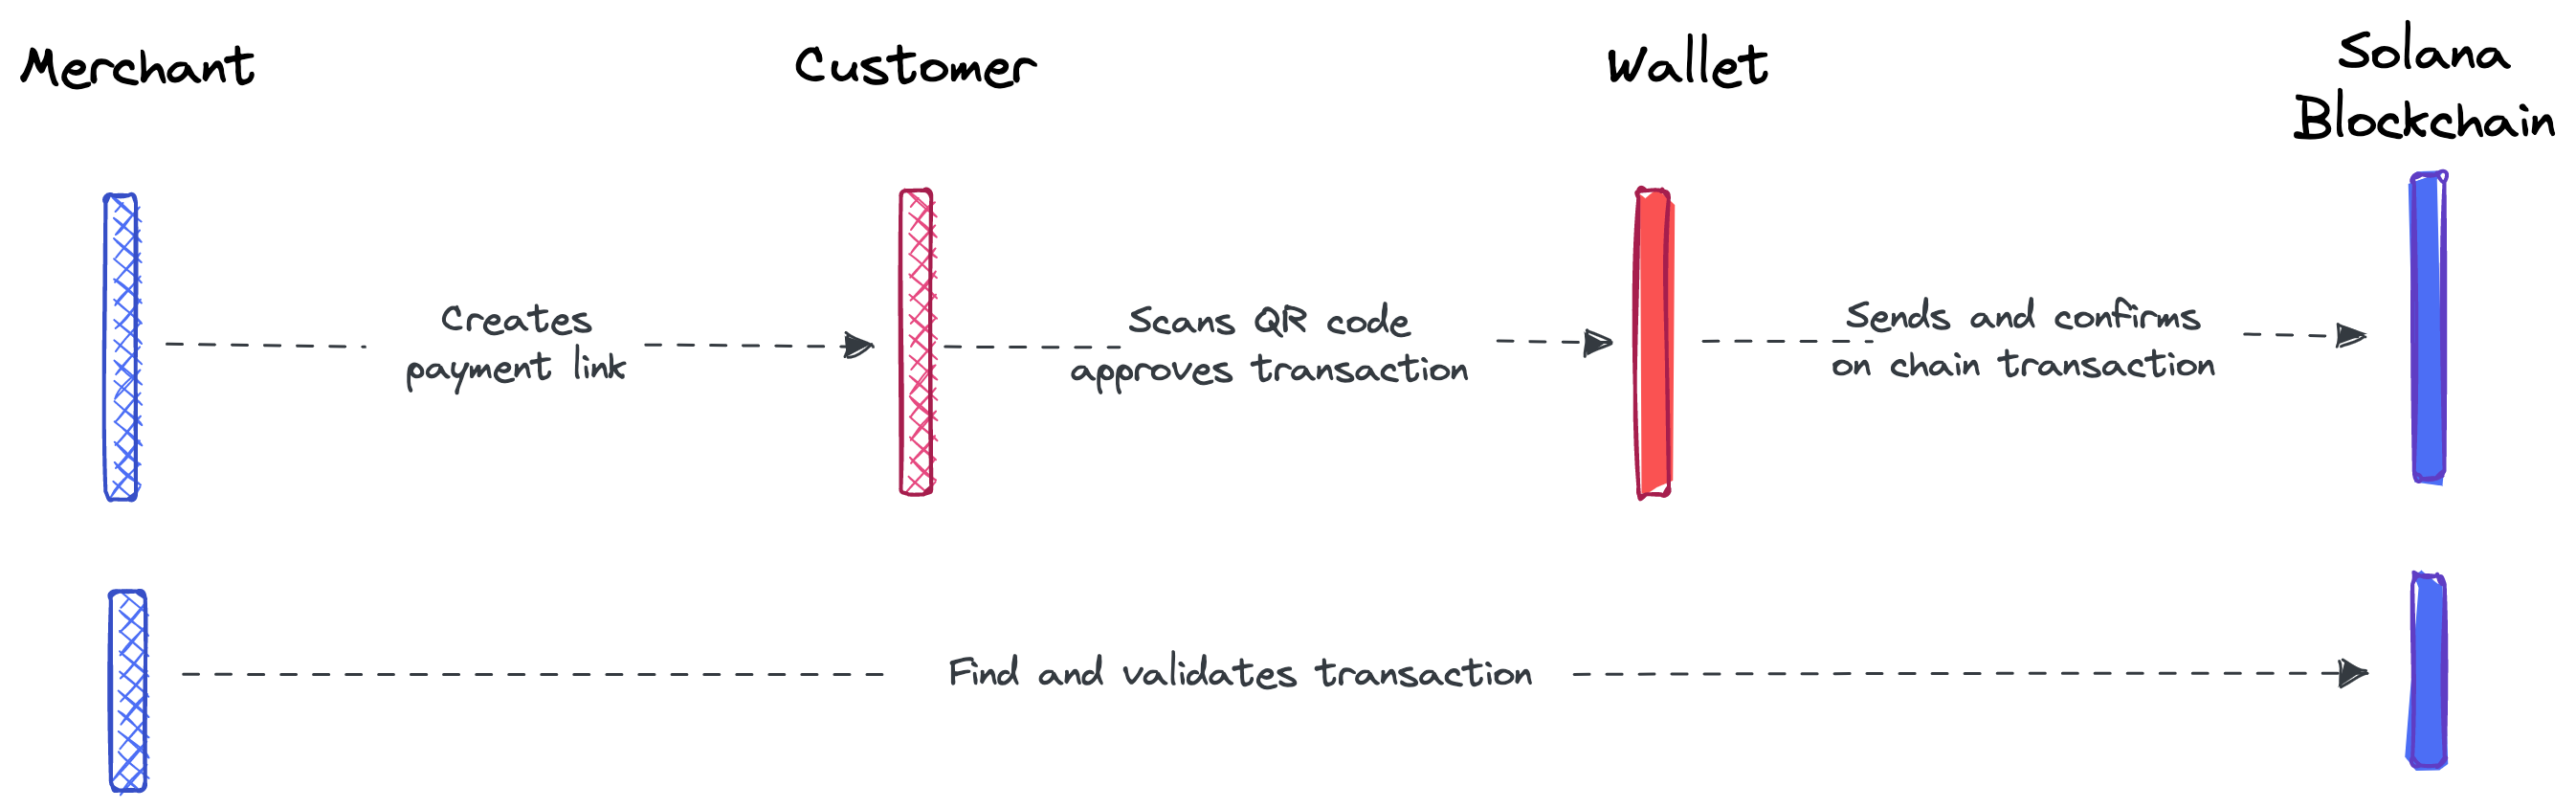 Merchant
Customer
Wallet
Solana
Blockchain
Creates
payment link
Scans QR code
approves transaction
Sends and confirms
on chain transaction
Find and validates transaction